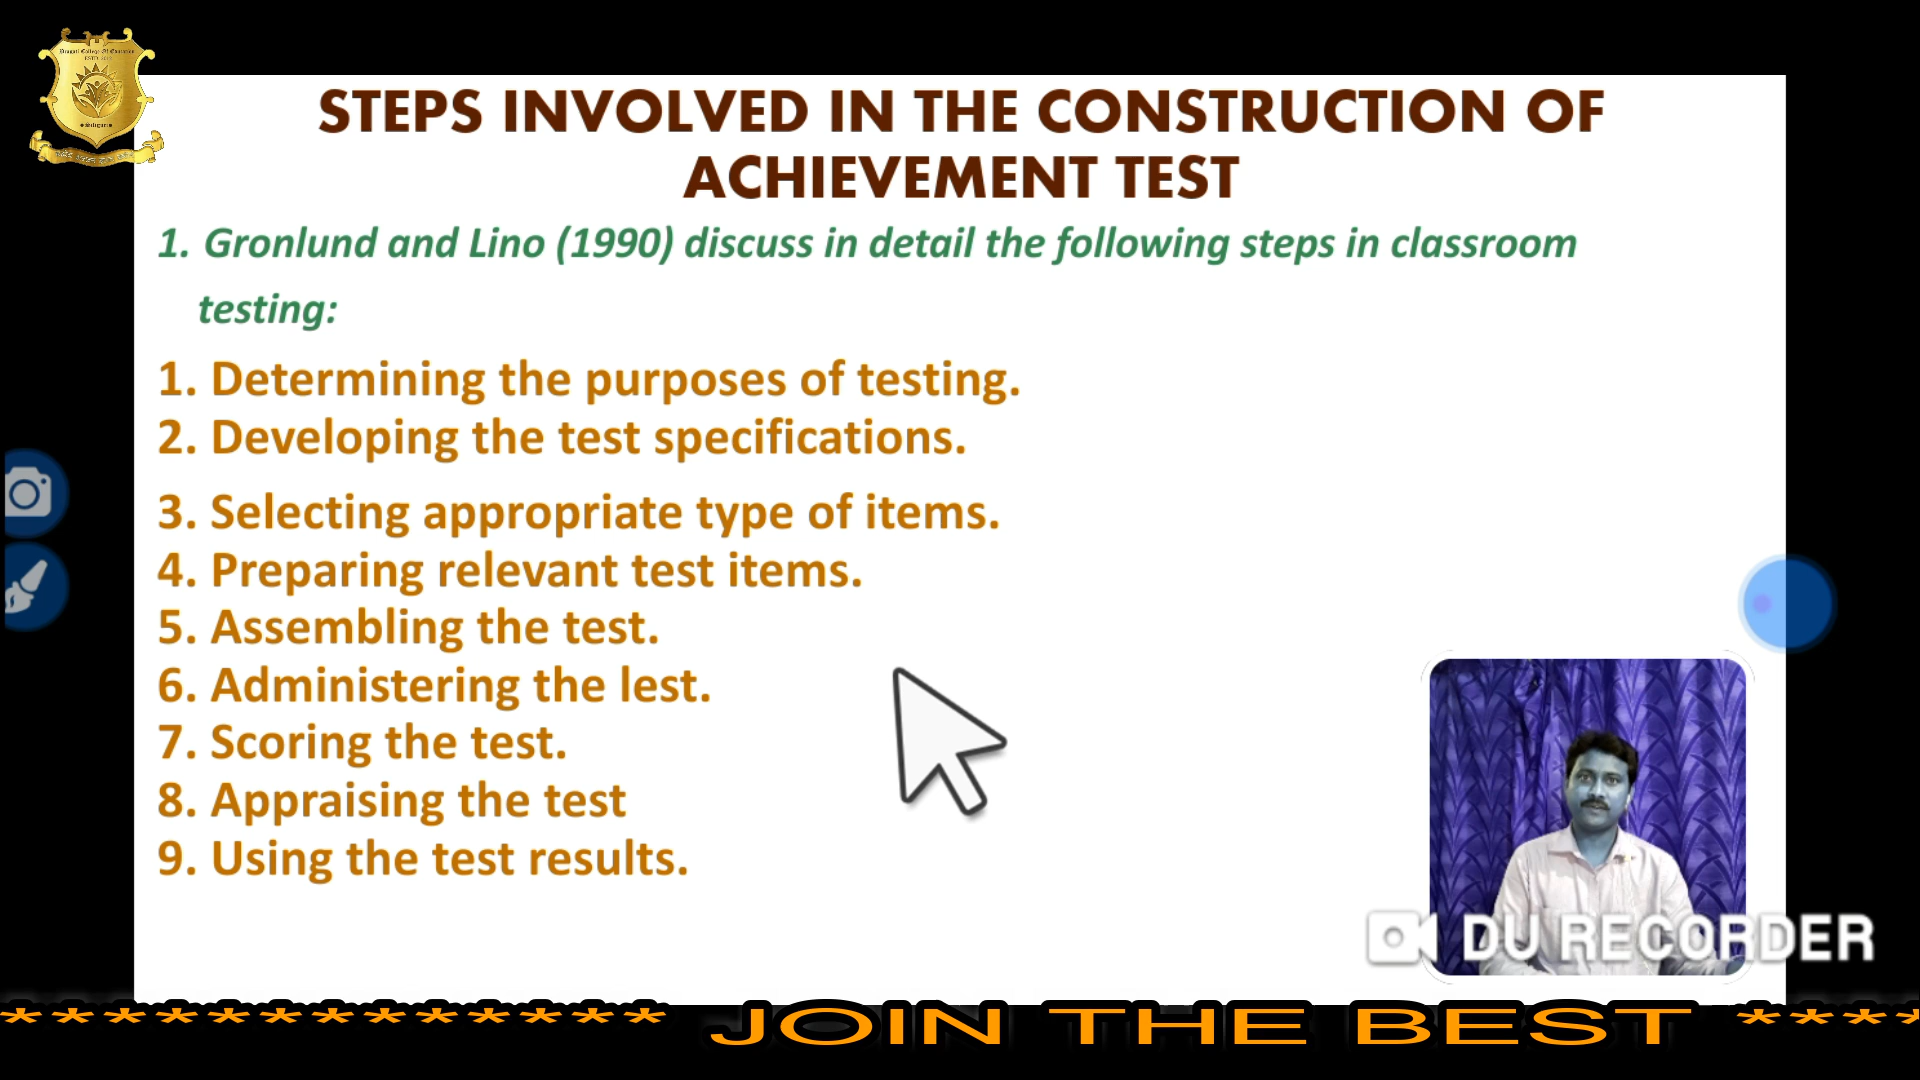 STEPS INVOLVED IN THE CONSTRUCTION OF
ACHIEVEMENT TEST
1. Gronlund and Lino (1990) discuss in detail the following steps in classroom
testing:
1. Determining the purposes of testing.
2. Developing the test specifications.
3. Selecting appropriate type of items.
4. Preparing relevant test items.
5. Assembling the test.
6. Administering the lest.
7. Scoring the test.
8. Appraising the test
9. Using the test results.
DU RECORDER
************* JOIN THE BEST ****